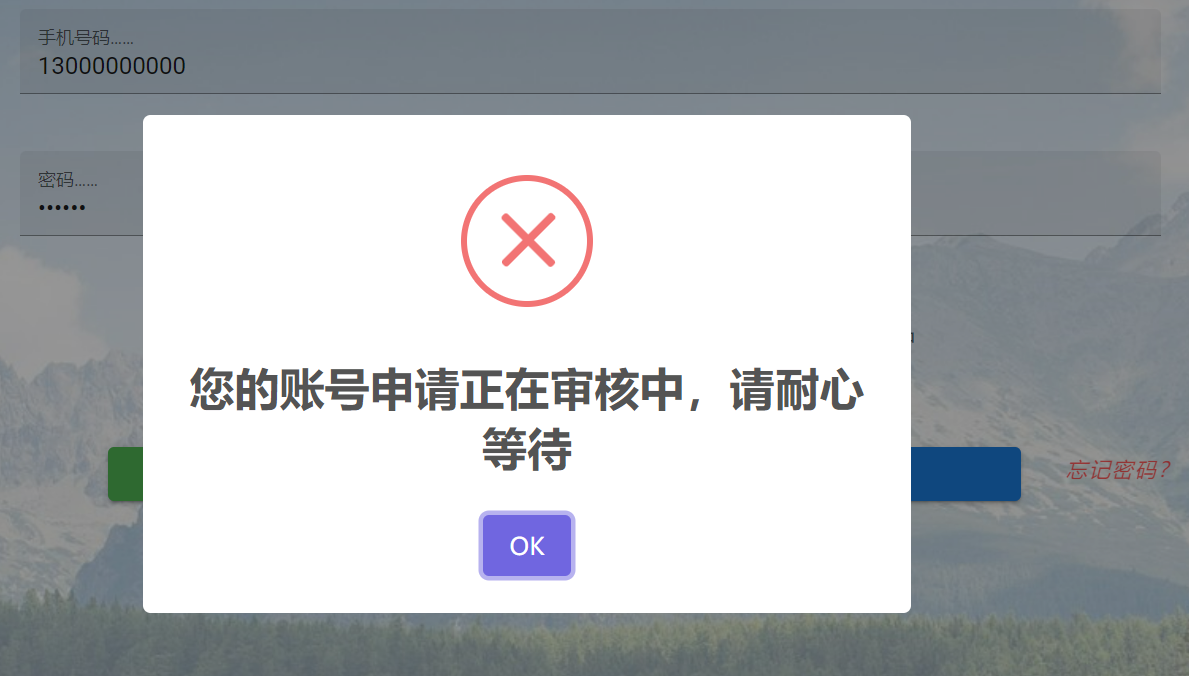 手机号码……
13000000000
密码……
••••••
您的账号申请正在审核中，请耐心
等待
忘记密码？
OK